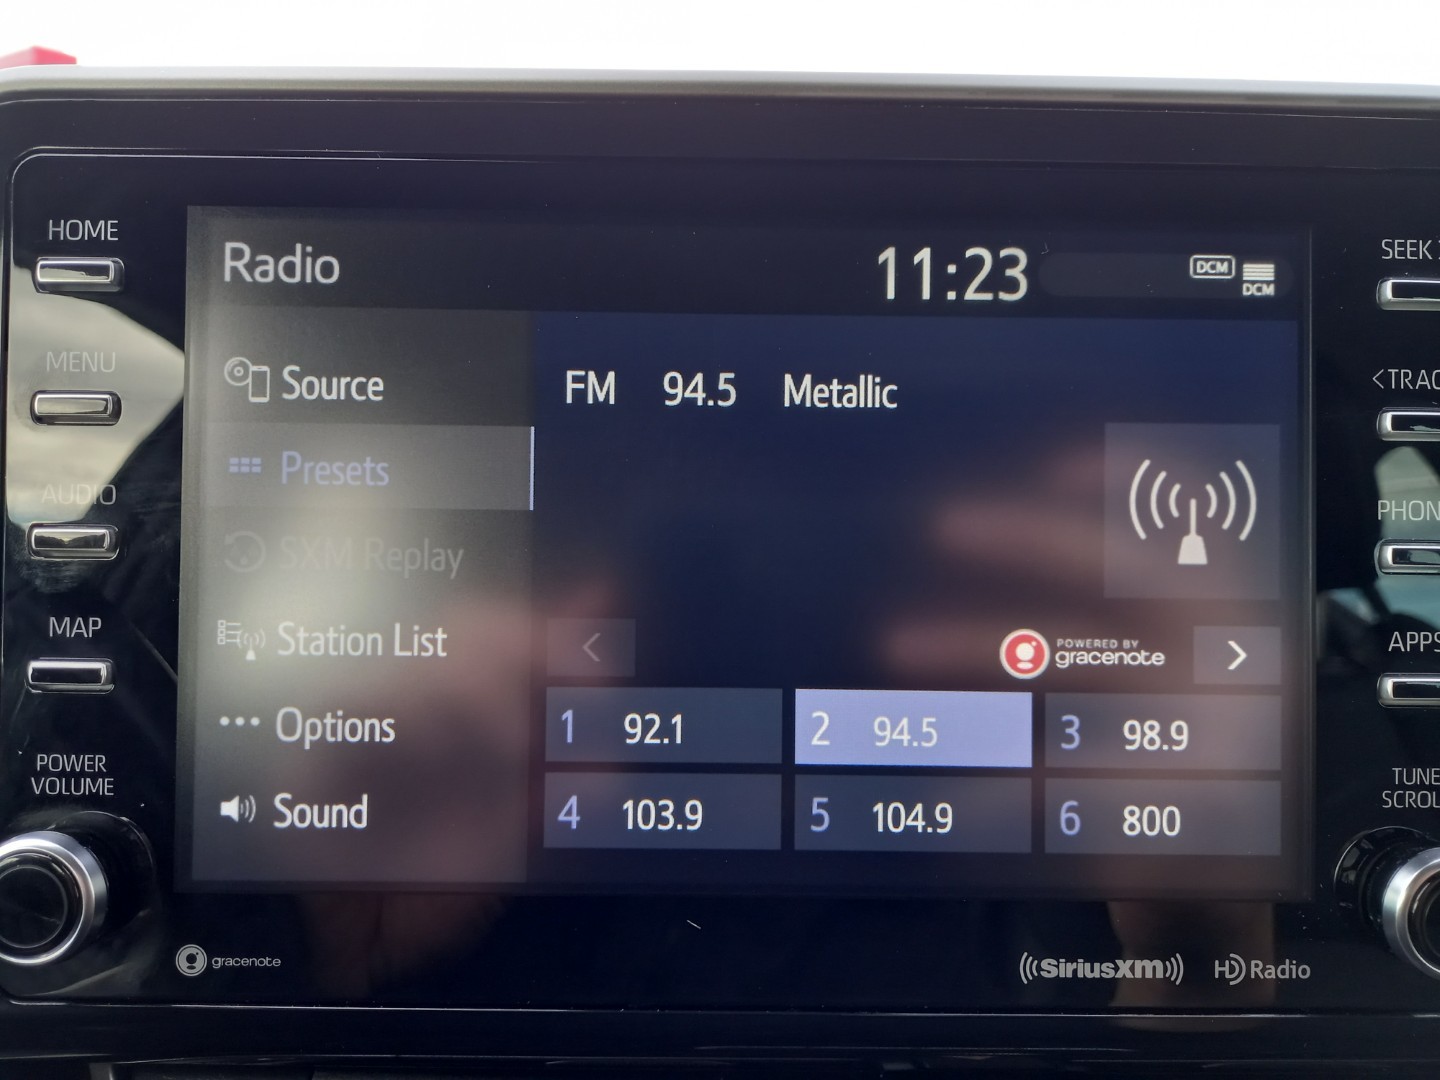 HOME
MENU
AUDIO
MAP
POWER
VOLUME
Radio
11:23
DCM
DCM
Source
Presets
SXM Replay
Station List
Options
Sound
FM 94.5 Metallic
POWERED BY
gracenote
1 92.1
2 94.5
3 98.9
4 103.9
5 104.9
6 800
SEEK
<TRAC
PHON
APPS
TUNE
SCROL
gracenote
SiriusXM
HD Radio